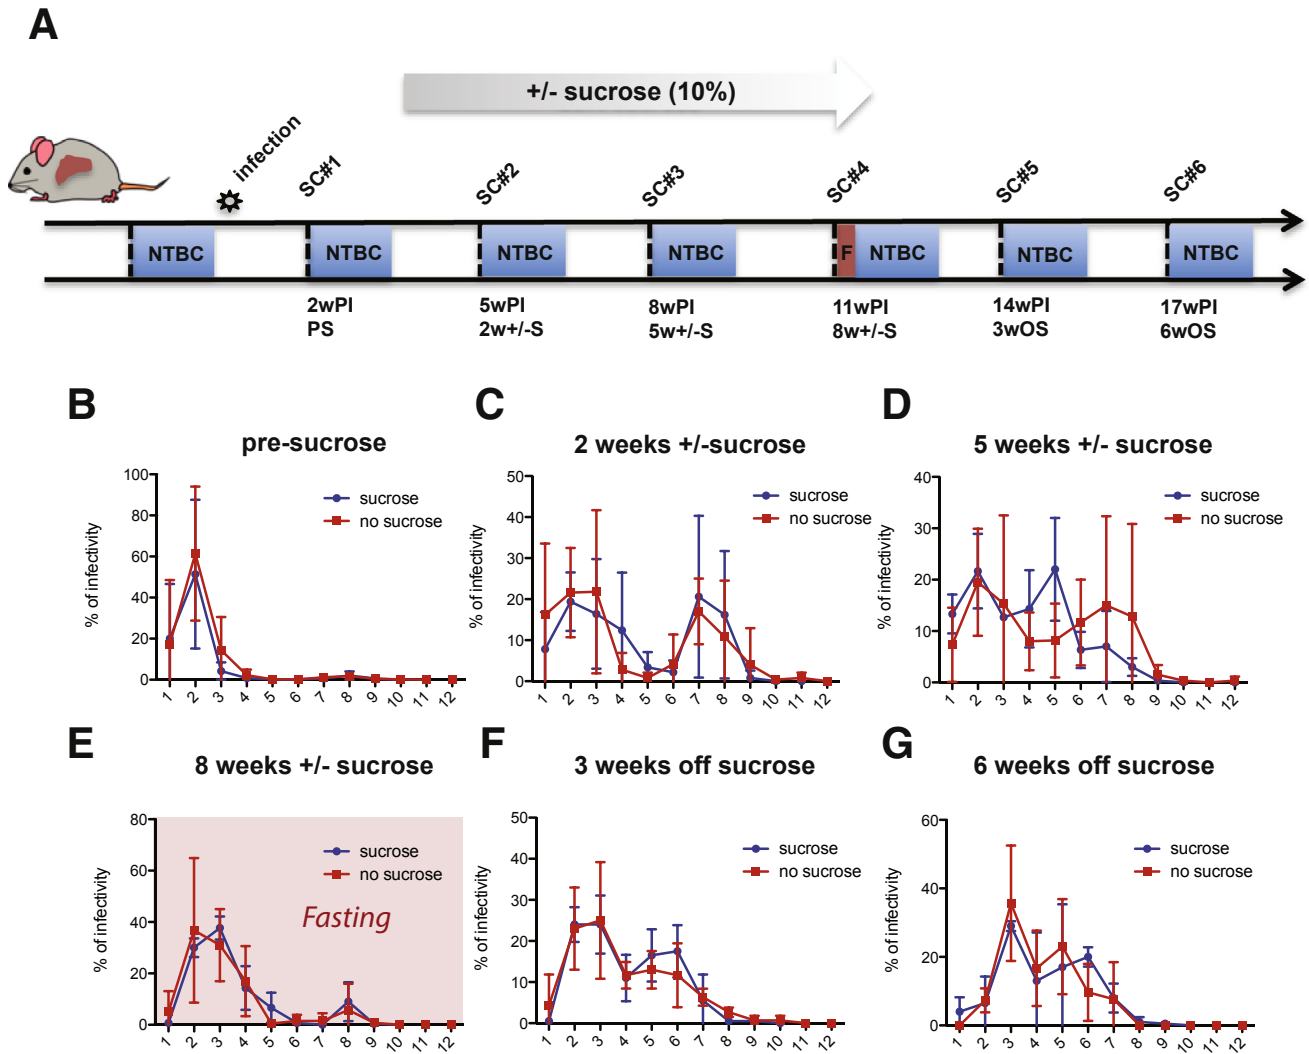 A
+/- sucrose (10%)
infection
SC#1
SC#2
SC#3
SC#4
SC#5
SC#6
NTBC
NTBC
NTBC
NTBC
F NTBC
NTBC
NTBC
2wPI
PS
5wPI
2w+/-S
8wPI
5w+/-S
11wPI
8w+/-S
14wPI
3wOS
17wPI
6wOS
B
pre-sucrose
% of infectivity
100
80
60
40
20
0
sucrose
no sucrose
1 2 3 4 5 6 7 8 9 10 11 12
C
2 weeks +/-sucrose
% of infectivity
50
40
30
20
10
0
sucrose
no sucrose
1 2 3 4 5 6 7 8 9 10 11 12
D
5 weeks +/- sucrose
% of infectivity
40
30
20
10
0
sucrose
no sucrose
1 2 3 4 5 6 7 8 9 10 11 12
E
8 weeks +/- sucrose
% of infectivity
80
60
40
20
0
sucrose
no sucrose
Fasting
1 2 3 4 5 6 7 8 9 10 11 12
F
3 weeks off sucrose
% of infectivity
50
40
30
20
10
0
sucrose
no sucrose
1 2 3 4 5 6 7 8 9 10 11 12
G
6 weeks off sucrose
% of infectivity
60
40
20
0
sucrose
no sucrose
1 2 3 4 5 6 7 8 9 10 11 12